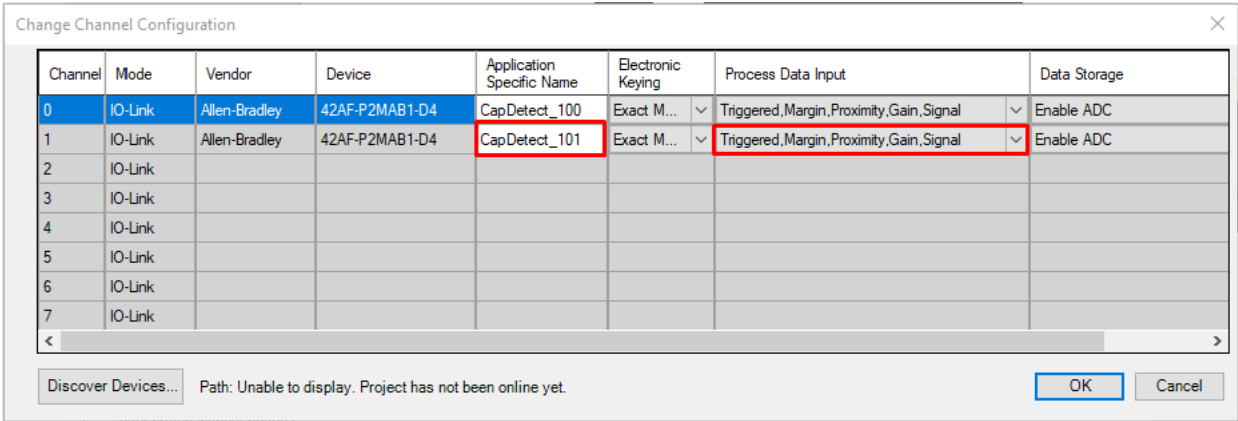 Change Channel Configuration
Channel Mode Vendor Device Application Specific Name Electronic Keying Process Data Input Data Storage
0 IO-Link Allen-Bradley 42AF-P2MAB1-D4 CapDetect_100 Exact M... Triggered,Margin,Proximity,Gain,Signal Enable ADC
1 IO-Link Allen-Bradley 42AF-P2MAB1-D4 CapDetect_101 Exact M... Triggered,Margin,Proximity,Gain,Signal Enable ADC
2 IO-Link
3 IO-Link
4 IO-Link
5 IO-Link
6 IO-Link
7 IO-Link
Discover Devices... Path: Unable to display. Project has not been online yet. OK Cancel